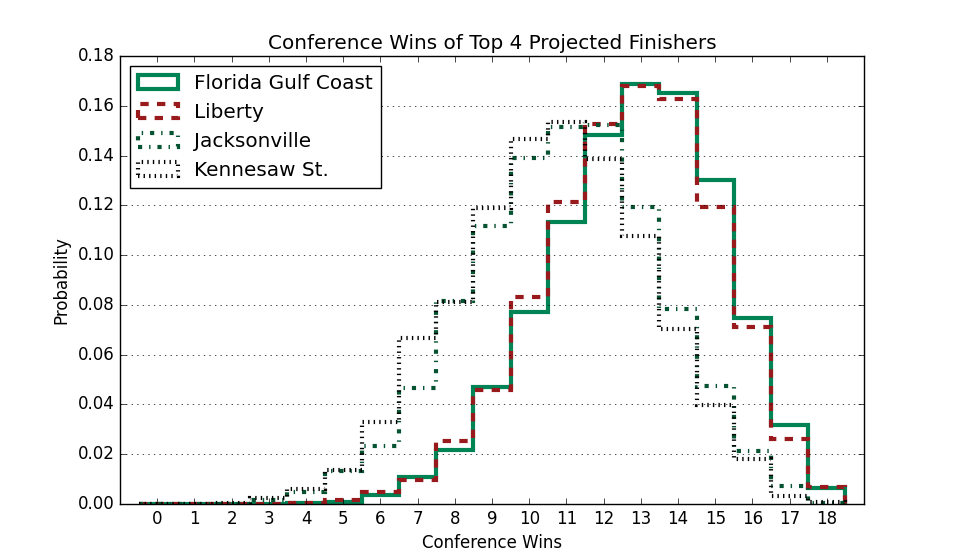 Conference Wins of Top 4 Projected Finishers
0.18
0.16
0.14
0.12
0.10
0.08
0.06
0.04
0.02
0.00
Probability
Florida Gulf Coast
Liberty
Jacksonville
Kennesaw St.
0 1 2 3 4 5 6 7 8 9 10 11 12 13 14 15 16 17 18
Conference Wins